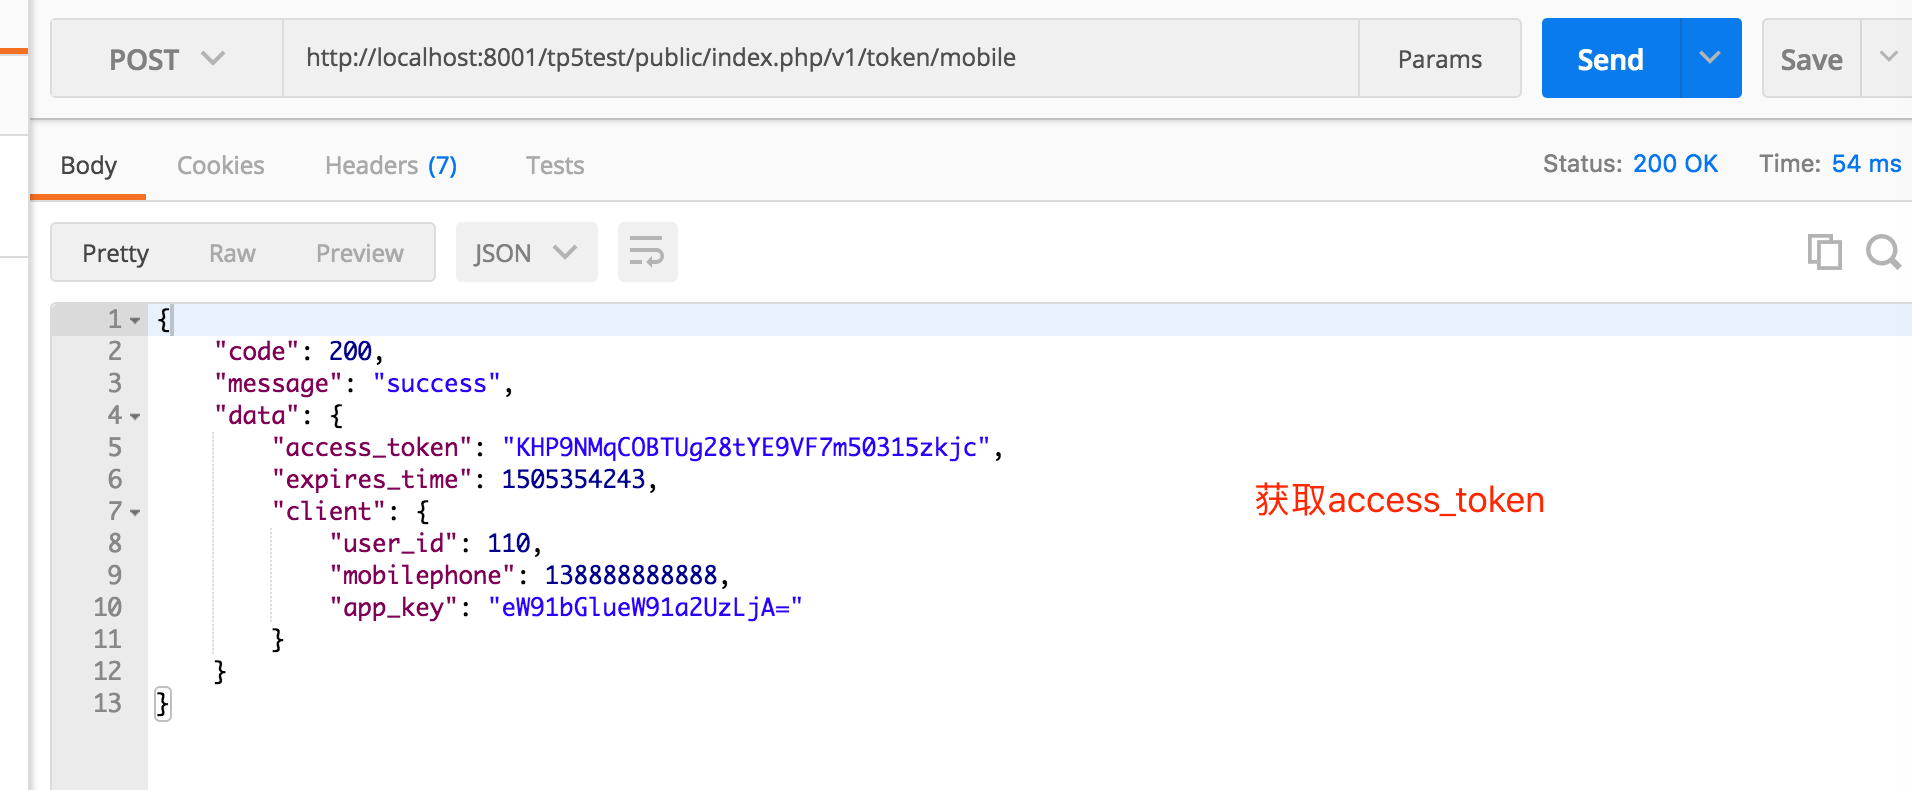 POST http://localhost:8001/tp5test/public/index.php/v1/token/mobile Params Send Save
Body Cookies Headers (7) Tests Status: 200 OK Time: 54 ms
Pretty Raw Preview JSON
1 {
2 "code": 200,
3 "message": "success",
4 "data": {
5 "access_token": "KHP9NMqCOBTUg28tYE9VF7m50315zkjc",
6 "expires_time": 1505354243,
获取access_token
7 "client": {
8 "user_id": 110,
9 "mobilephone": 138888888888,
10 "app_key": "eW91bGlueW91a2UzLjA="
11 }
12 }
13 }